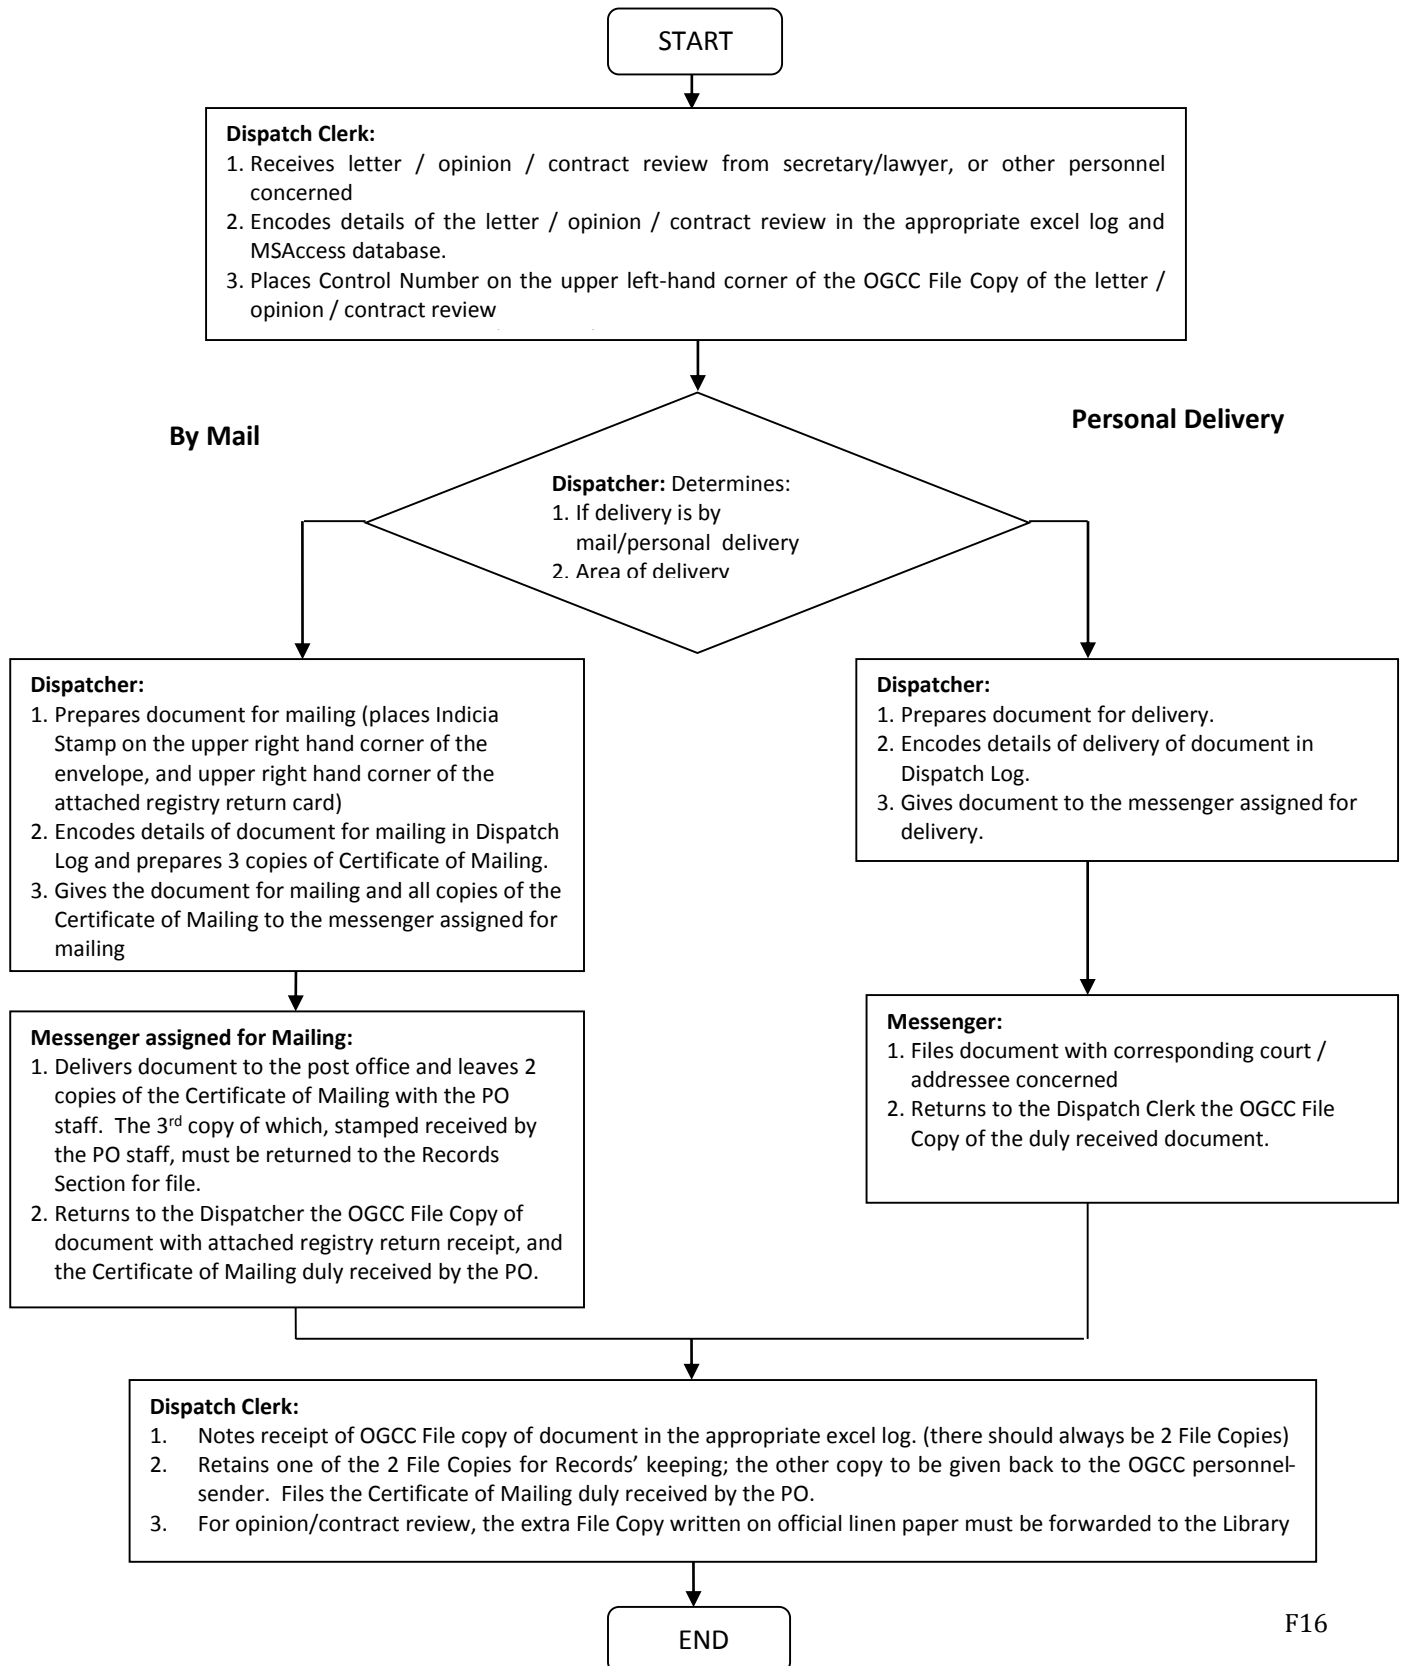 START
Dispatch Clerk:
1. Receives letter / opinion / contract review from secretary/lawyer, or other personnel
concerned
2. Encodes details of the letter / opinion / contract review in the appropriate excel log and
MSAccess database.
3. Places Control Number on the upper left-hand corner of the OGCC File Copy of the letter /
opinion / contract review
By Mail
Personal Delivery
Dispatcher: Determines:
1. If delivery is by
mail/personal delivery
2. Area of delivery
Dispatcher:
1. Prepares document for mailing (places Indicia
Stamp on the upper right hand corner of the
envelope, and upper right hand corner of the
attached registry return card)
2. Encodes details of document for mailing in Dispatch
Log and prepares 3 copies of Certificate of Mailing.
3. Gives the document for mailing and all copies of the
Certificate of Mailing to the messenger assigned for
mailing
Dispatcher:
1. Prepares document for delivery.
2. Encodes details of delivery of document in
Dispatch Log.
3. Gives document to the messenger assigned for
delivery.
Messenger assigned for Mailing:
1. Delivers document to the post office and leaves 2
copies of the Certificate of Mailing with the PO
staff. The 3rd copy of which, stamped received by
the PO staff, must be returned to the Records
Section for file.
2. Returns to the Dispatcher the OGCC File Copy of
document with attached registry return receipt, and
the Certificate of Mailing duly received by the PO.
Messenger:
1. Files document with corresponding court /
addressee concerned
2. Returns to the Dispatch Clerk the OGCC File
Copy of the duly received document.
Dispatch Clerk:
1. Notes receipt of OGCC File copy of document in the appropriate excel log. (there should always be 2 File Copies)
2. Retains one of the 2 File Copies for Records’ keeping; the other copy to be given back to the OGCC personnel-
sender. Files the Certificate of Mailing duly received by the PO.
3. For opinion/contract review, the extra File Copy written on official linen paper must be forwarded to the Library
END
F16